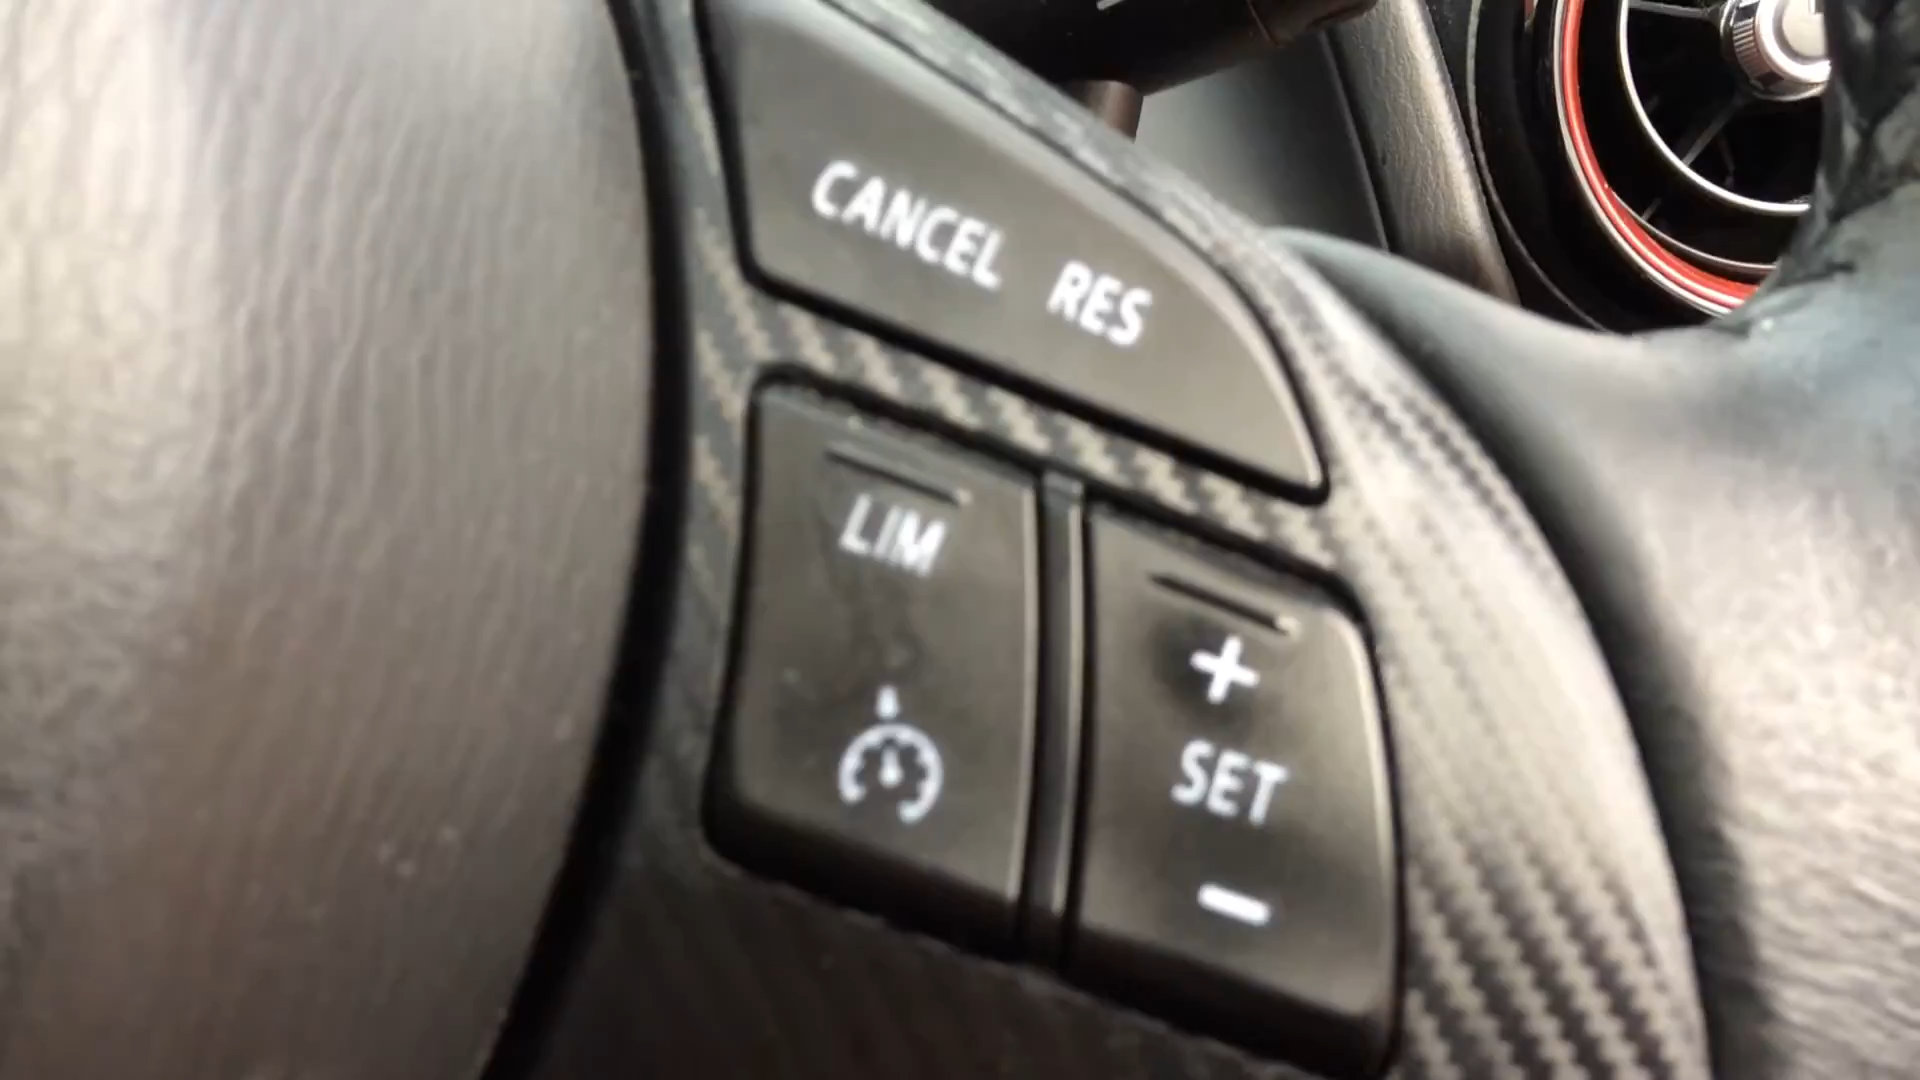 CANCEL RES
LIM
+
SET
-